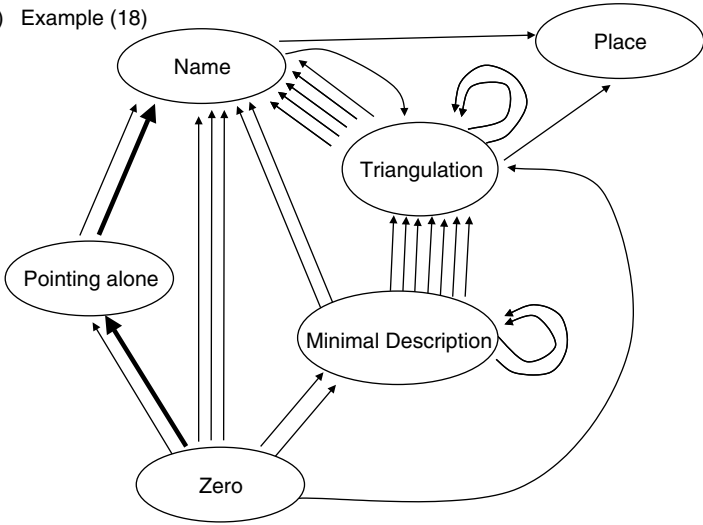 ) Example (18)
Name
Place
Triangulation
Pointing alone
Minimal Description
Zero